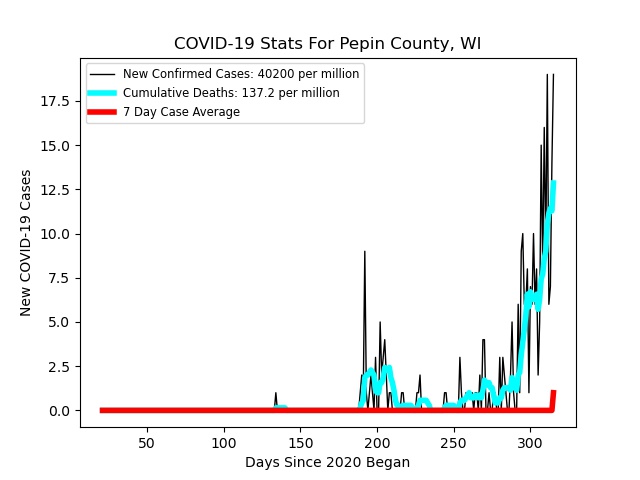 COVID-19 Stats For Pepin County, WI
New Confirmed Cases: 40200 per million
Cumulative Deaths: 137.2 per million
7 Day Case Average
New COVID-19 Cases
17.5
15.0
12.5
10.0
7.5
5.0
2.5
0.0
50 100 150 200 250 300
Days Since 2020 Began